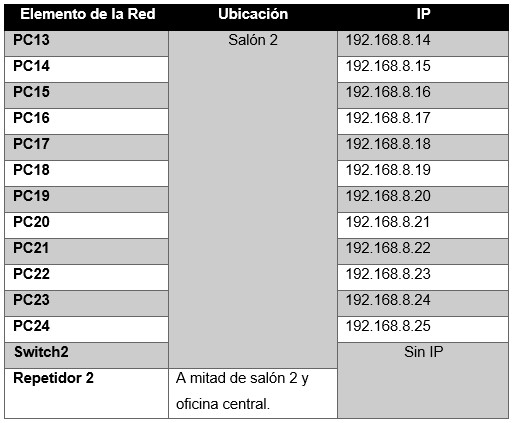 Elemento de la Red Ubicación IP
PC13 Salón 2 192.168.8.14
PC14 192.168.8.15
PC15 192.168.8.16
PC16 192.168.8.17
PC17 192.168.8.18
PC18 192.168.8.19
PC19 192.168.8.20
PC20 192.168.8.21
PC21 192.168.8.22
PC22 192.168.8.23
PC23 192.168.8.24
PC24 192.168.8.25
Switch2 Sin IP
Repetidor 2 A mitad de salón 2 y
oficina central.